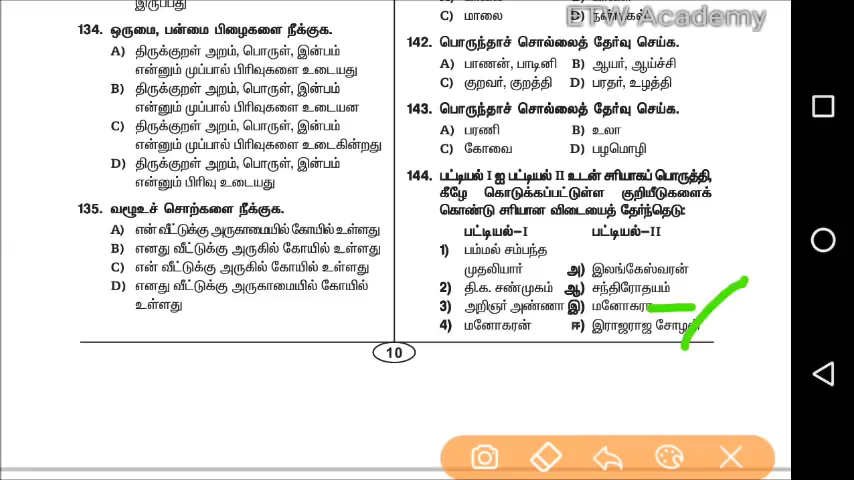 இருப்பது
134. ஒருமை, பன்மை பிழைகளை நீக்குக.
A) திருக்குறள் அறம், பொருள், இன்பம்
என்னும் முப்பால் பிரிவுகளை உடையது
B) திருக்குறள் அறம், பொருள், இன்பம்
என்னும் முப்பால் பிரிவுகளை உடையன
C) திருக்குறள் அறம், பொருள், இன்பம்
என்னும் முப்பால் பிரிவுகளை உடைகின்றது
D) திருக்குறள் அறம், பொருள், இன்பம்
என்னும் பிரிவு உடையது
135. வழூஉச் சொற்களை நீக்குக.
A) என் வீட்டுக்கு அருகாமையில் கோயில் உள்ளது
B) எனது வீட்டுக்கு அருகில் கோயில் உள்ளது
C) என் வீட்டுக்கு அருகில் கோயில் உள்ளது
D) எனது வீட்டுக்கு அருகாமையில் கோயில்
உள்ளது
C) மாலை D)
ETW Academy
142. பொருந்தாச் சொல்லைத் தேர்வு செய்க.
A) பாணன், பாடினி B) ஆயர், ஆய்ச்சி
C) குறவர், குறத்தி D) பரதர், உழத்தி
143. பொருந்தாச் சொல்லைத் தேர்வு செய்க.
A) பரணி B) உலா
C) கோவை D) பழமொழி
144. பட்டியல் I ஐ பட்டியல் II உடன் சரியாகப் பொருத்தி,
கீழே கொடுக்கப்பட்டுள்ள குறியீடுகளைக்
கொண்டு சரியான விடையைத் தேர்ந்தெடு:
பட்டியல்-I பட்டியல்-II
1) பம்மல் சம்பந்த
முதலியார் அ) இலங்கேஸ்வரன்
2) தி.க. சண்முகம் ஆ) சந்திரோதயம்
3) அறிஞர் அண்ணா இ)
4) மனோகரன் ஈ) இராஜராஜ சோழன்
10